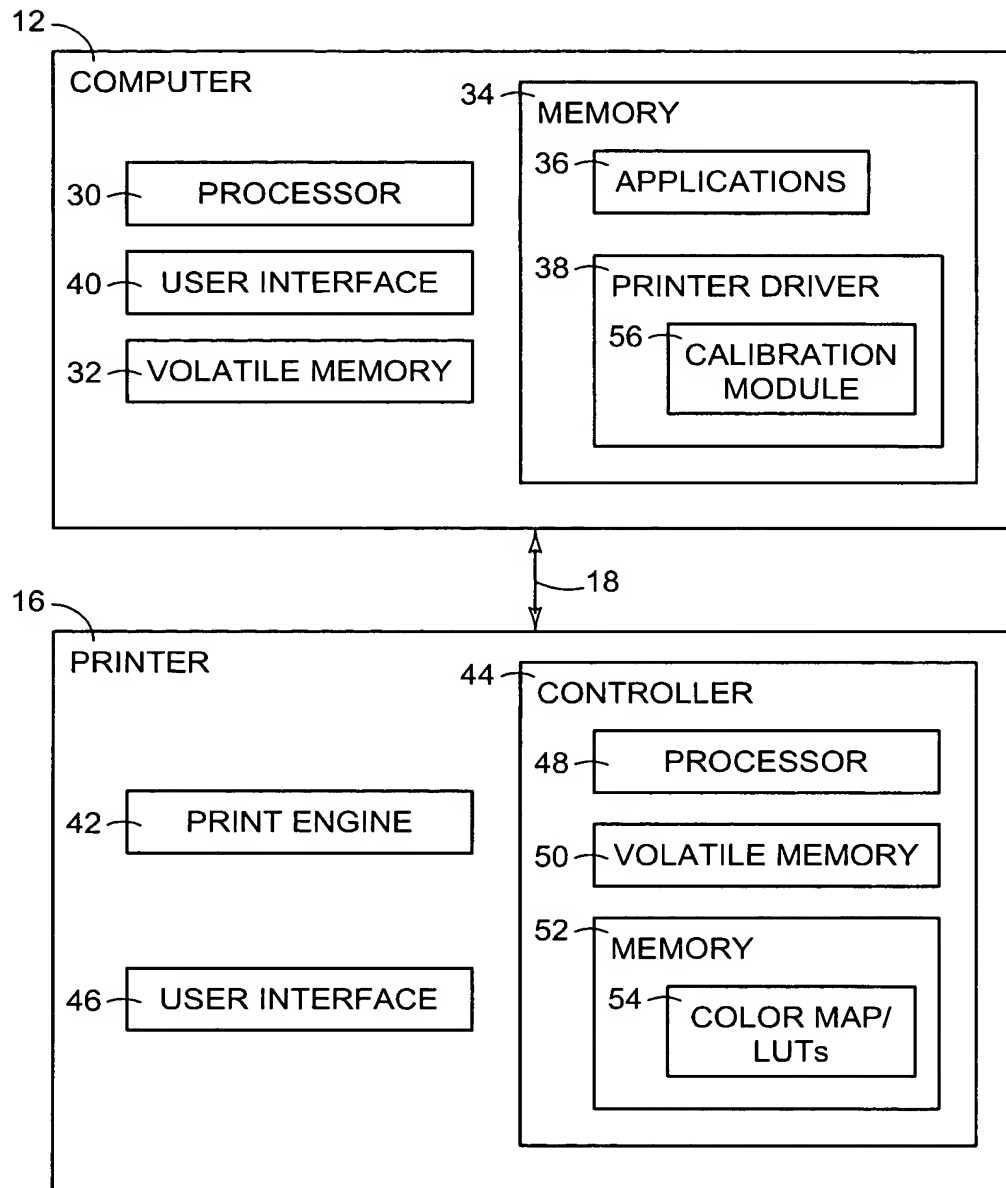 12
COMPUTER
34
MEMORY
36
APPLICATIONS
30
PROCESSOR
40
USER INTERFACE
38
PRINTER DRIVER
56
CALIBRATION
MODULE
32
VOLATILE MEMORY
18
16
PRINTER
44
CONTROLLER
48
PROCESSOR
42
PRINT ENGINE
50
VOLATILE MEMORY
52
MEMORY
46
USER INTERFACE
54
COLOR MAP/
LUTs